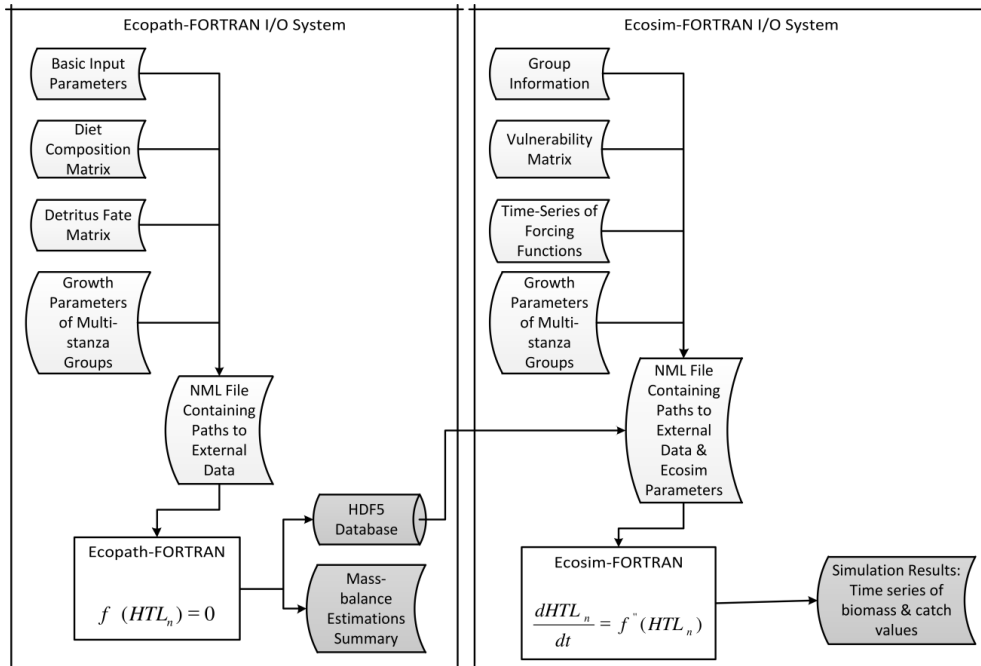 Ecopath-FORTRAN I/O System
Basic Input
Parameters
Diet
Composition
Matrix
Detritus Fate
Matrix
Growth
Parameters
of Multi-
stanza
Groups
NML File
Containing
Paths to
External
Data
HDF5
Database
Ecopath-FORTRAN
f (HTLₙ) = 0
Mass-
balance
Estimations
Summary
Ecosim-FORTRAN I/O System
Group
Information
Vulnerability
Matrix
Time-Series of
Forcing
Functions
Growth
Parameters
of Multi-
stanza
Groups
NML File
Containing
Paths to
External
Data &
Ecosim
Parameters
Ecosim-FORTRAN
dHTLₙ/dt = f ¨ (HTLₙ)
Simulation Results:
Time series of
biomass & catch
values